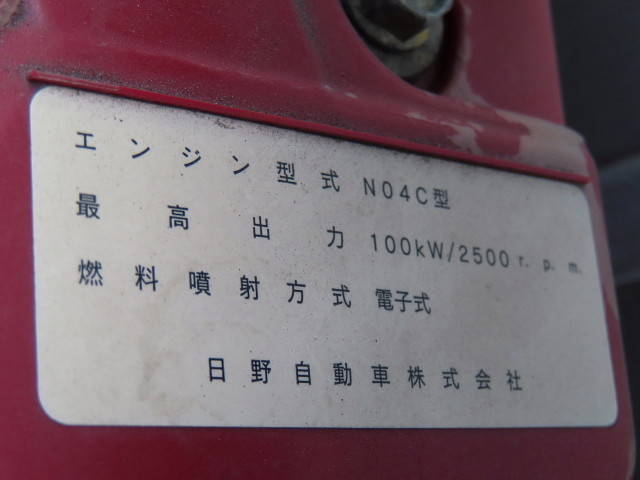 エンジン型式 N04C型
最高出力 100kW/2500r.p.m.
燃料噴射方式 電子式
日野自動車株式会社